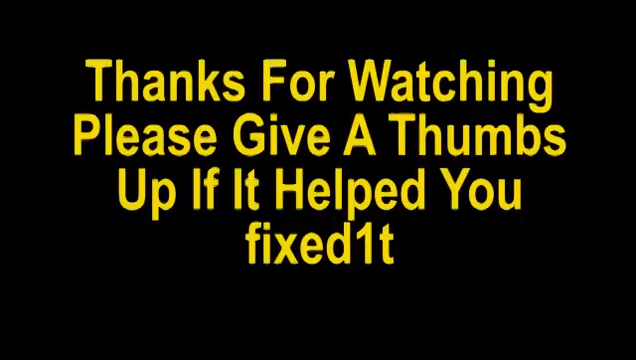 Thanks For Watching
Please Give A Thumbs
Up If It Helped You
fixed1t